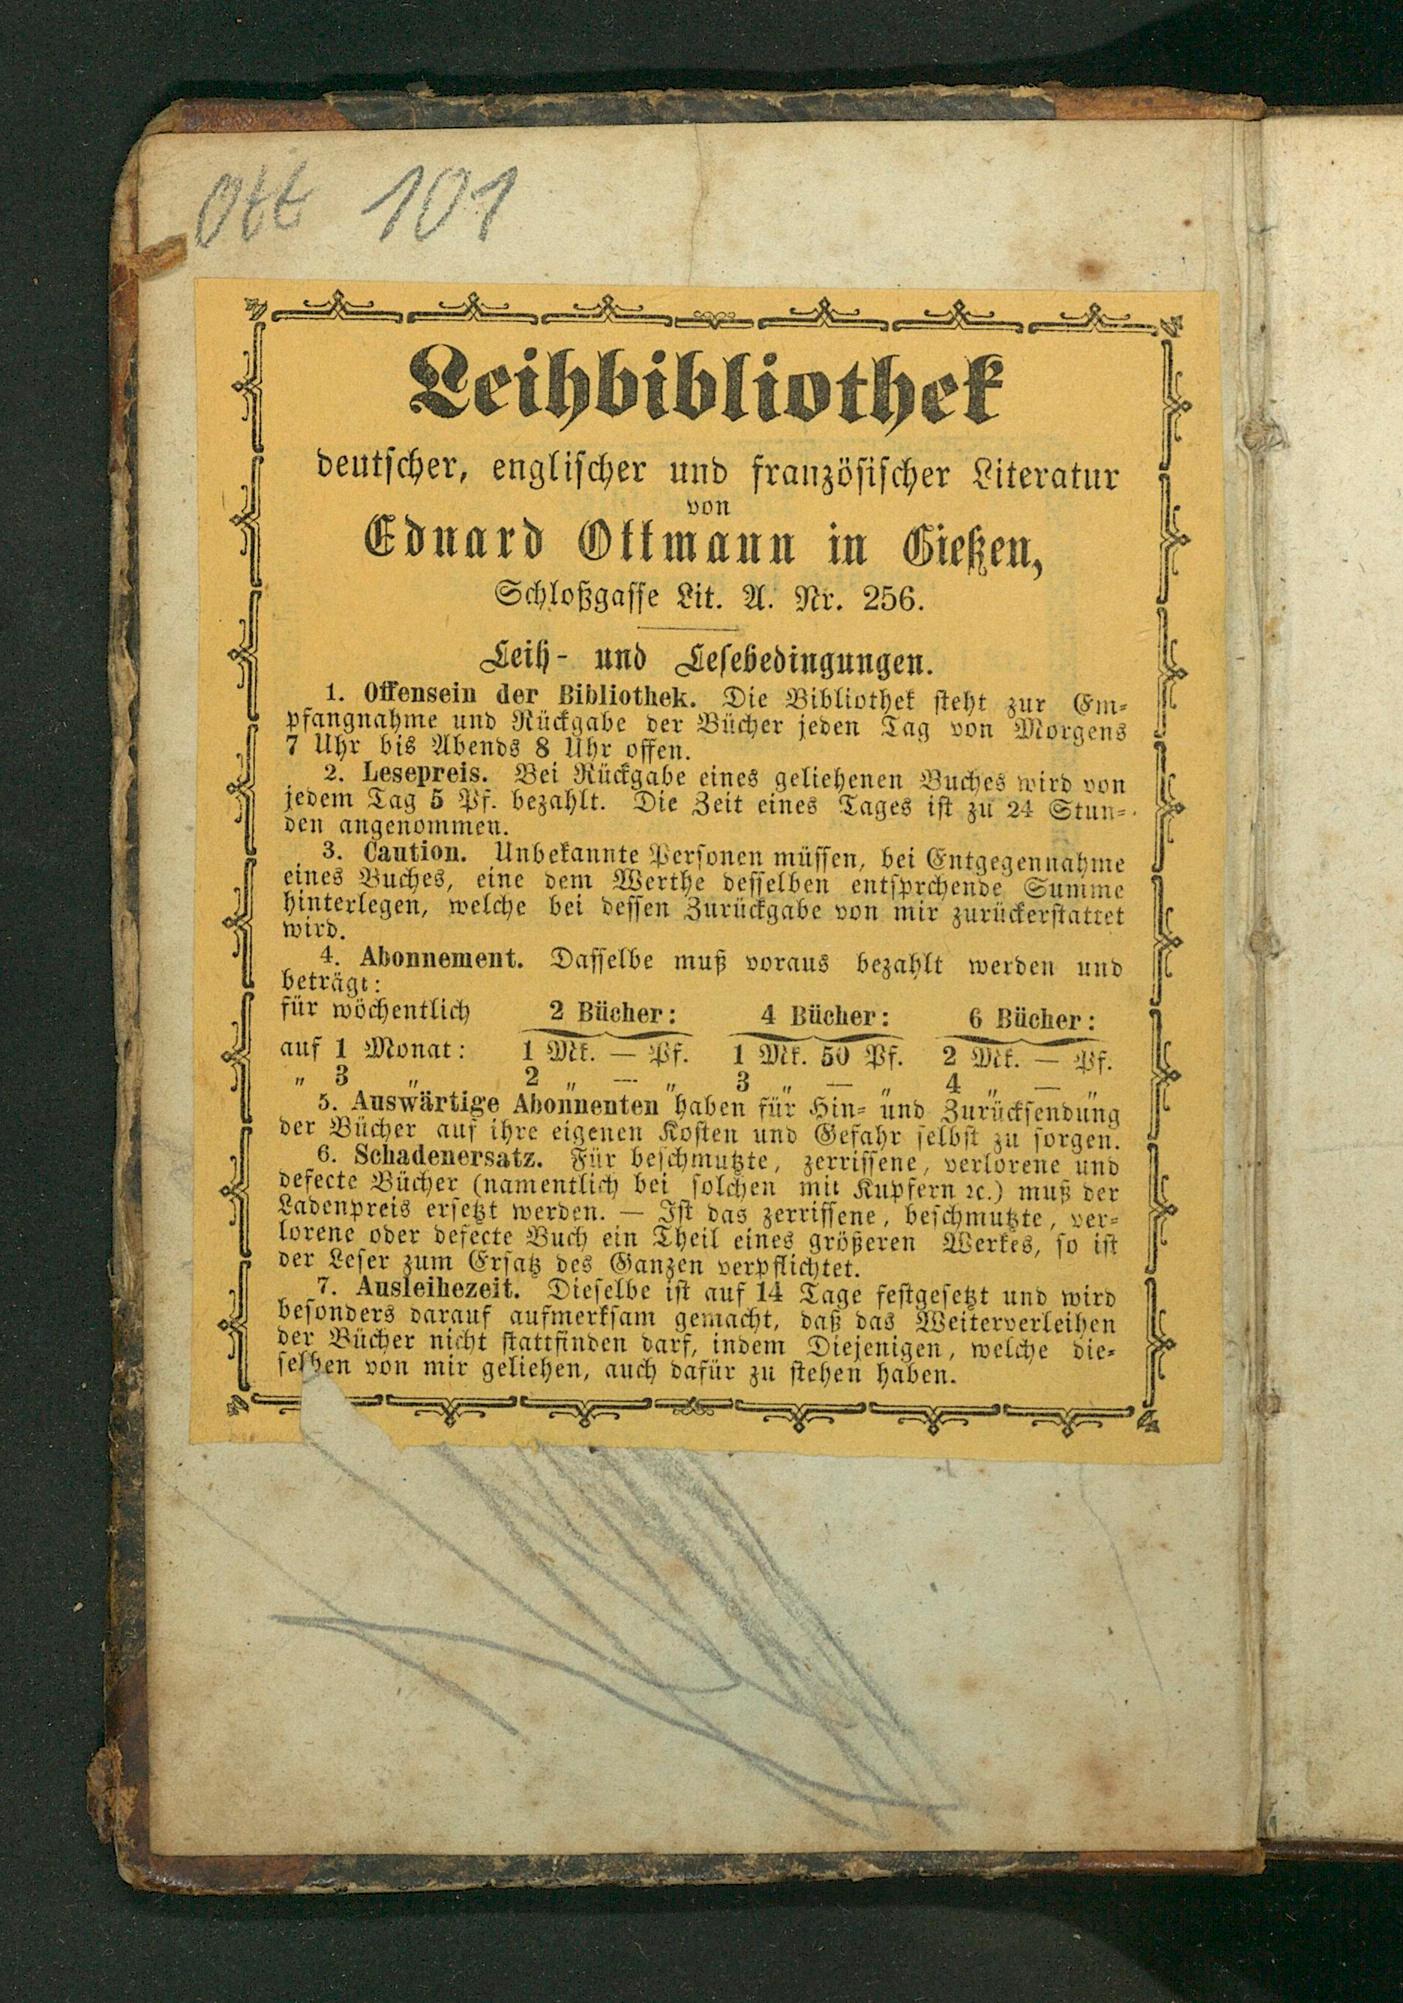 Ott 101
Leihbibliothek
deutscher, englischer und französischer Literatur
von
Eduard Ottmann in Gießen,
Schloßgasse Lit. A. Nr. 256.
Leih- und Lesebedingungen.
1. Offensein der Bibliothek. Die Bibliothek steht zur Em-
pfangnahme und Rückgabe der Bücher jeden Tag von Morgens
7 Uhr bis Abends 8 Uhr offen.
2. Lesepreis. Bei Rückgabe eines geliehenen Buches wird von
jedem Tag 5 Pf. bezahlt. Die Zeit eines Tages ist zu 24 Stun-
den angenommen.
3. Caution. Unbekannte Personen müssen, bei Entgegennahme
eines Buches, eine dem Werthe desselben entsprchende Summe
hinterlegen, welche bei dessen Zurückgabe von mir zurückerstattet
wird.
4. Abonnement. Dasselbe muß voraus bezahlt werden und
beträgt:
für wöchentlich 2 Bücher: 4 Bücher: 6 Bücher:
auf 1 Monat: 1 Mk. — Pf. 1 Mk. 50 Pf. 2 Mk. — Pf.
„ 3 „ 2 „ — „ 3 „ — „ 4 „ — „
5. Auswärtige Abonnenten haben für Hin- und Zurücksendung
der Bücher auf ihre eigenen Kosten und Gefahr selbst zu sorgen.
6. Schadenersatz. Für beschmutzte, zerrissene, verlorene und
defecte Bücher (namentlich bei solchen mit Kupfern ꝛc.) muß der
Ladenpreis ersetzt werden. — Ist das zerrissene, beschmutzte, ver-
lorene oder defecte Buch ein Theil eines größeren Werkes, so ist
der Leser zum Ersatz des Ganzen verpflichtet.
7. Ausleihezeit. Dieselbe ist auf 14 Tage festgesetzt und wird
besonders darauf aufmerksam gemacht, daß das Weiterverleihen
der Bücher nicht stattfinden darf, indem Diejenigen, welche die-
selben von mir geliehen, auch dafür zu stehen haben.